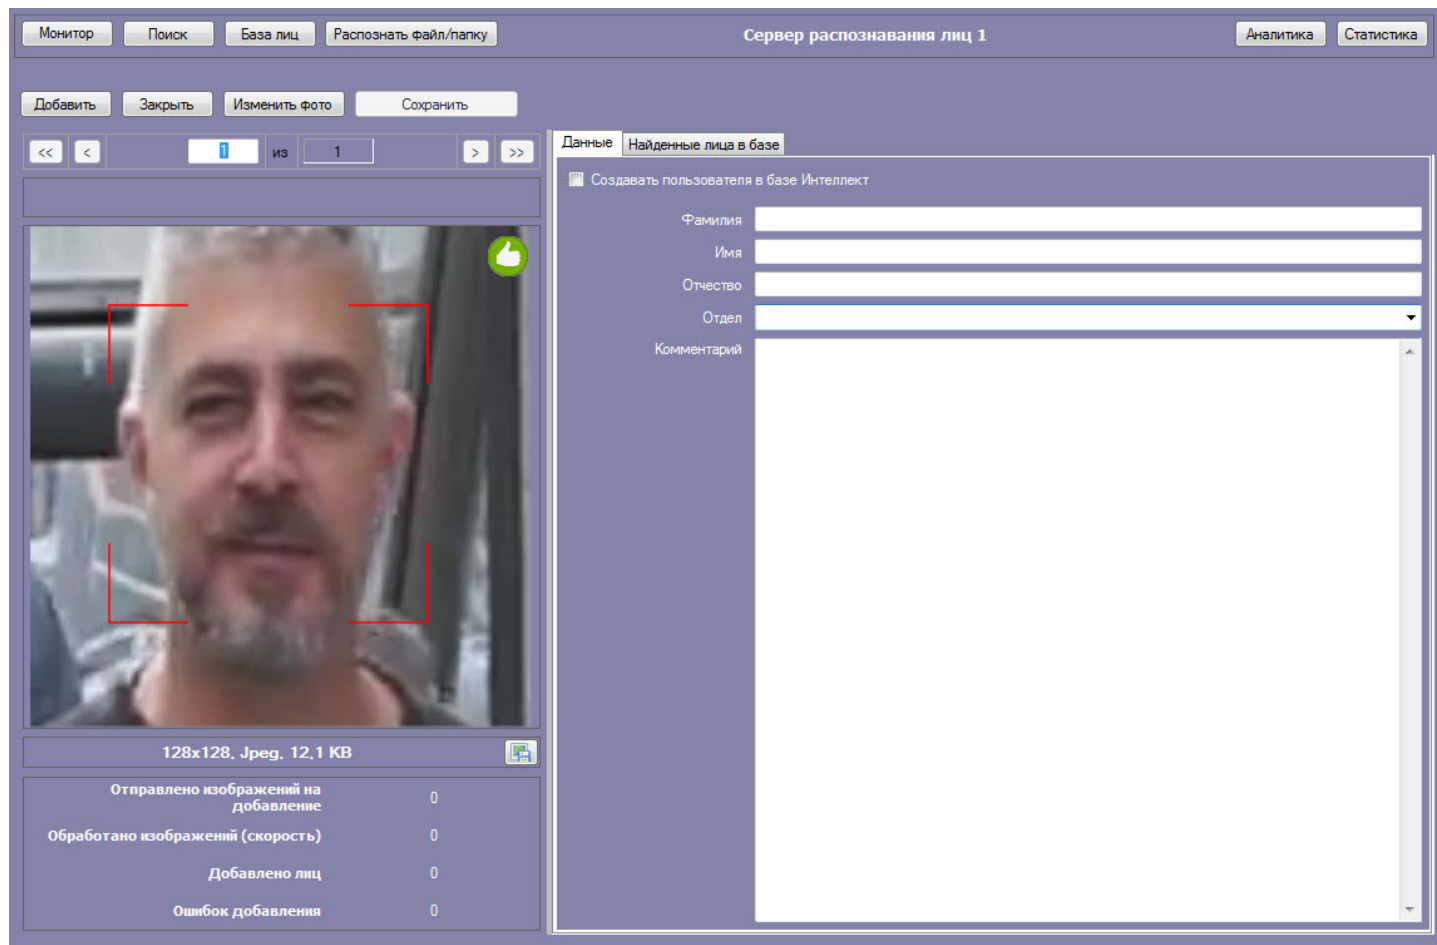 Монитор Поиск База лиц Распознать файл/папку Сервер распознавания лиц 1 Аналитика Статистика
Добавить Закрыть Изменить фото Сохранить
<< < 1 из 1 > >>
Данные Найденные лица в базе
Создавать пользователя в базе Интеллект
Фамилия
Имя
Отчество
Отдел
Комментарий
128x128, Jpeg, 12,1 KB
Отправлено изображений на
добавление 0
Обработано изображений (скорость) 0
Добавлено лиц 0
Ошибок добавления 0